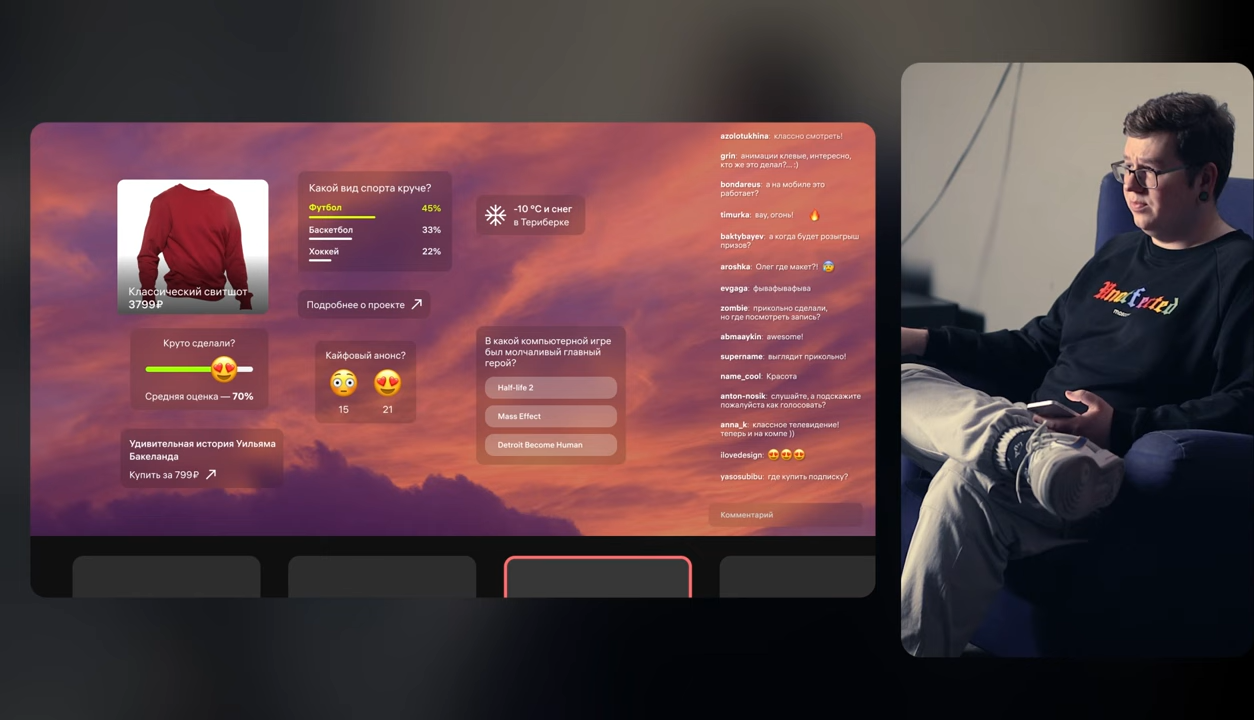 Классический свитшот
3799₽
Какой вид спорта круче?
Футбол 45%
Баскетбол 33%
Хоккей 22%
-10 °C и снег
в Териберке
Подробнее о проекте
Круто сделали?
Средняя оценка — 70%
Кайфовый анонс?
15 21
В какой компьютерной игре
был молчаливый главный
герой?
Half-life 2
Mass Effect
Detroit Become Human
Удивительная история Уильяма
Бакеланда
Купить за 799₽
azolotukhina: классно смотреть!
grin: анимации клевые, интересно,
кто же это делал?... ;)
bondareus: а на мобиле это
работает?
timurka: вау, огонь! 🔥
baktybayev: а когда будет розыгрыш
призов?
aroshka: Олег где макет?! 😰
evgaga: фывафывафыва
zombie: прикольно сделали,
но где посмотреть запись?
abmaaykin: awesome!
supername: выглядит прикольно!
name_cool: Красота
anton-nosik: слушайте, а подскажите
пожалуйста как голосовать?
anna_k: классное телевидение!
теперь и на компе ))
ilovedesign: 😍😍😍
yasosubibu: где купить подписку?
Комментарий